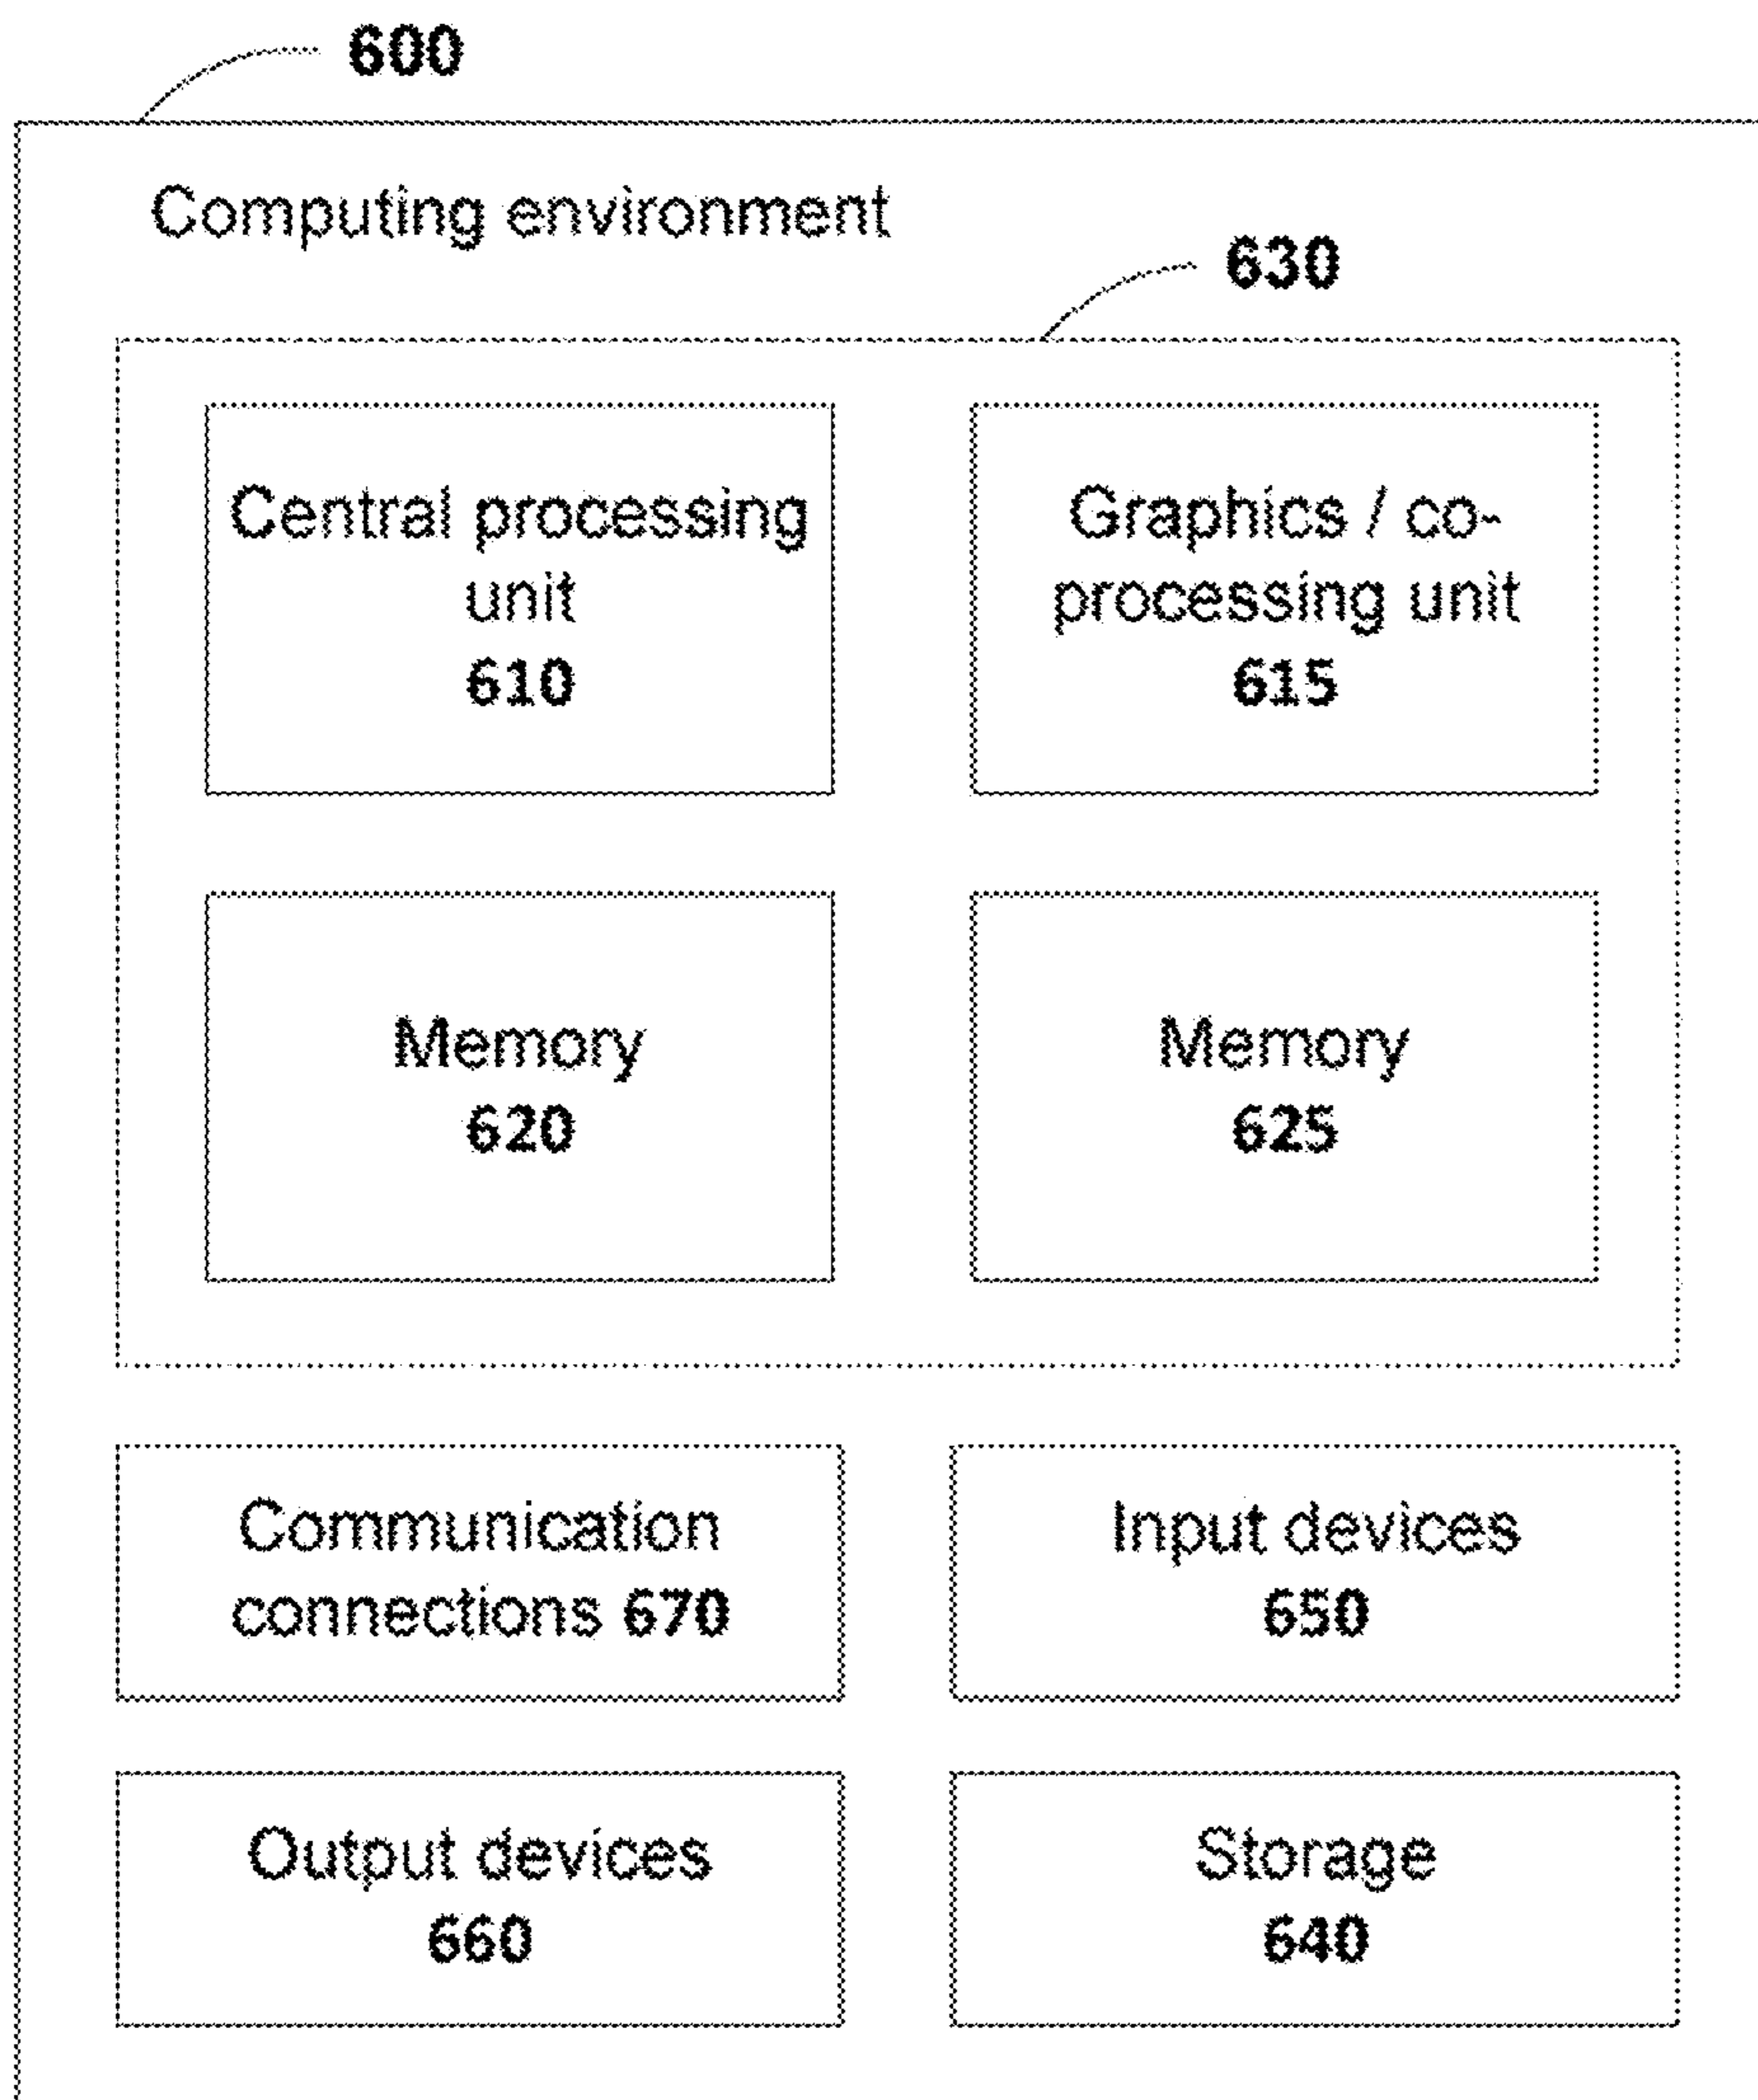 600
Computing environment
630
Central processing
unit
610
Graphics / co-
processing unit
615
Memory
620
Memory
625
Communication
connections 670
Input devices
650
Output devices
660
Storage
640